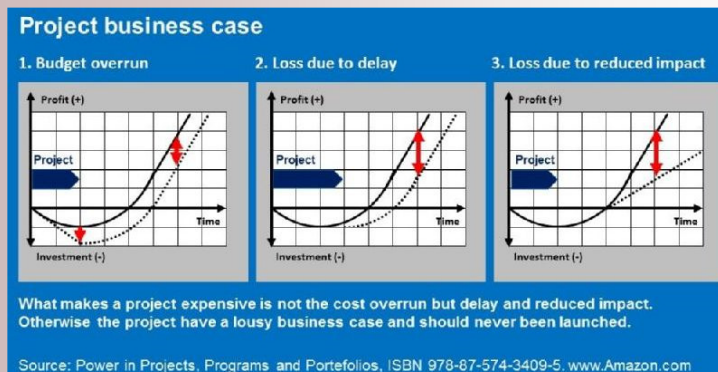 Project business case
1. Budget overrun
2. Loss due to delay
3. Loss due to reduced impact
Profit (+)
Project
Time
Investment (-)
Profit (+)
Project
Time
Investment (-)
Profit (+)
Project
Time
Investment (-)
What makes a project expensive is not the cost overrun but delay and reduced impact.
Otherwise the project have a lousy business case and should never been launched.
Source: Power in Projects, Programs and Portefolios, ISBN 978-87-574-3409-5. www.Amazon.com